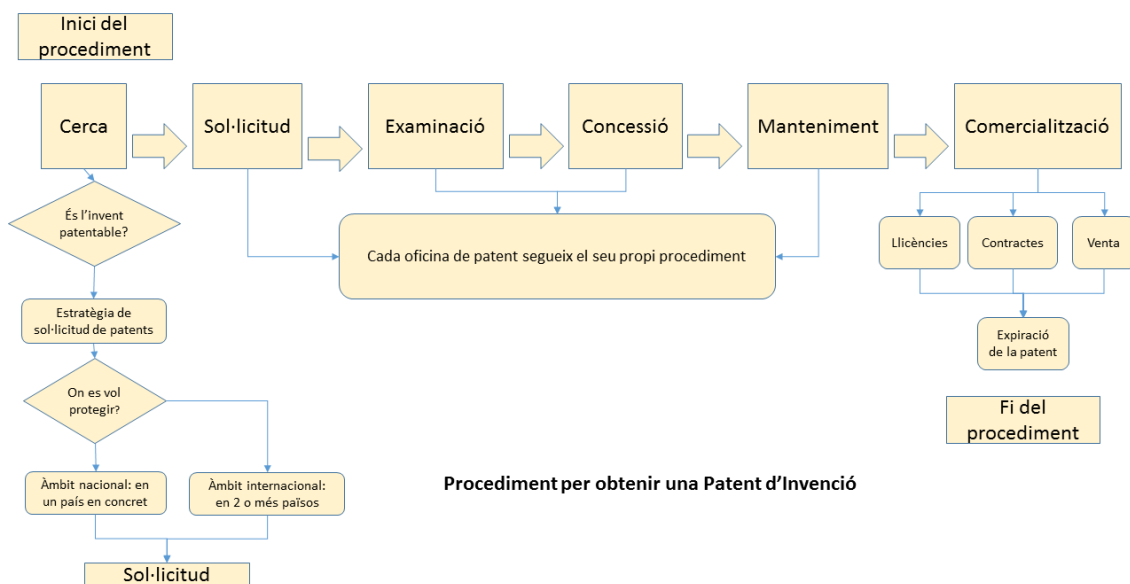 Inici del
procediment
Cerca
Sol·licitud
Examinació
Concessió
Manteniment
Comercialització
És l’invent
patentable?
Cada oficina de patent segueix el seu propi procediment
Llicències
Contractes
Venta
Estratègia de
sol·licitud de patents
Expiració
de la patent
On es vol
protegir?
Fi del
procediment
Àmbit nacional: en
un país en concret
Àmbit internacional:
en 2 o més països
Procediment per obtenir una Patent d’Invenció
Sol·licitud